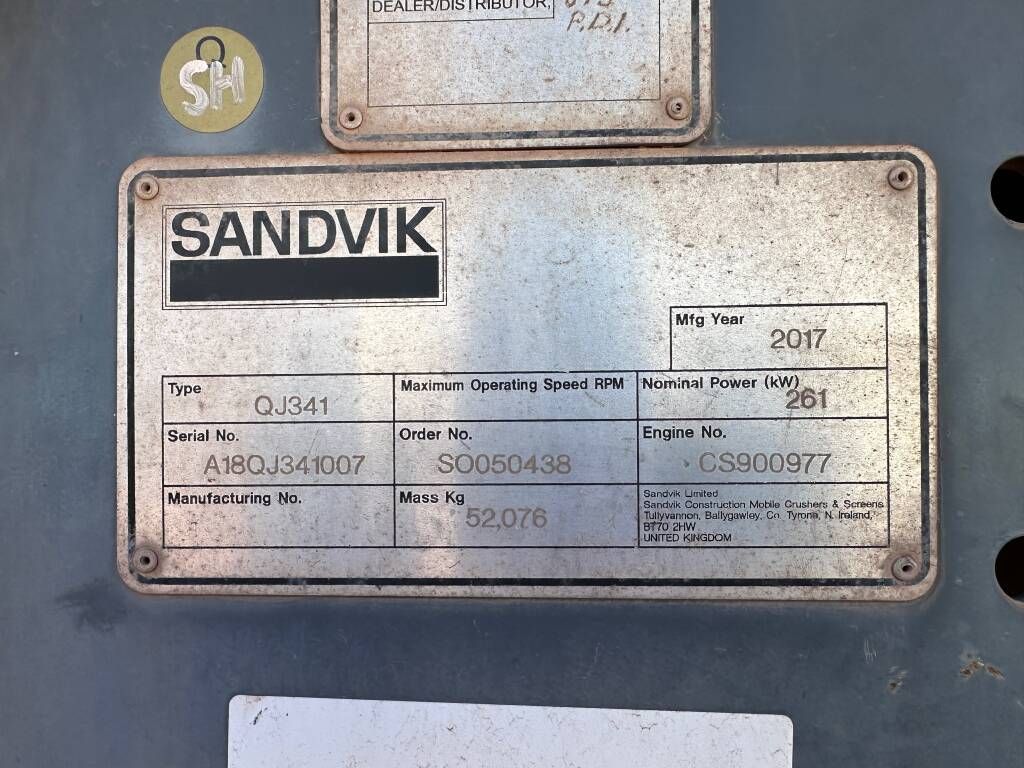 DEALER/DISTRIBUTOR,
P.D.I.
SH
SANDVIK
Mfg Year
2017
Type
QJ341
Maximum Operating Speed RPM
Nominal Power (kW)
261
Serial No.
A18QJ341007
Order No.
SO050438
Engine No.
CS900977
Manufacturing No.
Mass Kg
52,076
Sandvik Limited
Sandvik Construction Mobile Crushers & Screens
Tullyvannon, Ballygawley, Co. Tyrone, N. Ireland,
BT70 2HW
UNITED KINGDOM